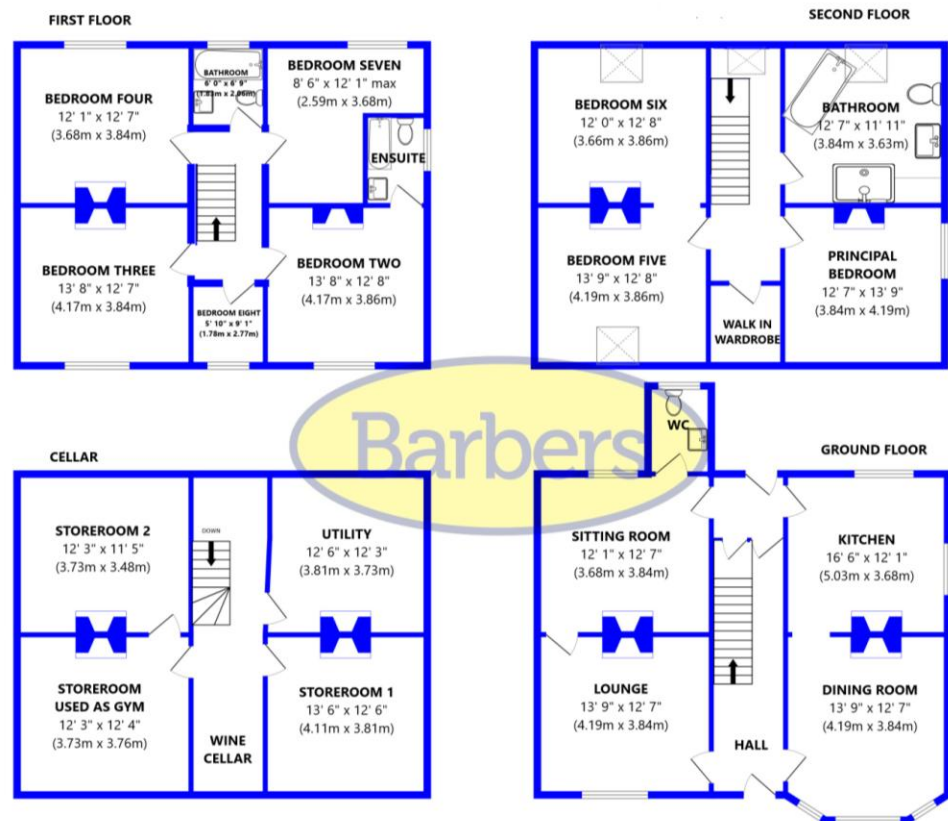 FIRST FLOOR
BEDROOM FOUR
12' 1" x 12' 7"
(3.68m x 3.84m)
BATHROOM
6' 0" x 6' 9"
BEDROOM SEVEN
8' 6" x 12' 1" max
(2.59m x 3.68m)
ENSUITE
BEDROOM THREE
13' 8" x 12' 7"
(4.17m x 3.84m)
BEDROOM TWO
13' 8" x 12' 8"
(4.17m x 3.86m)
BEDROOM EIGHT
5' 10" x 9' 1"
(1.78m x 2.77m)
SECOND FLOOR
BEDROOM SIX
12' 0" x 12' 8"
(3.66m x 3.86m)
BATHROOM
12' 7" x 11' 11"
(3.84m x 3.63m)
BEDROOM FIVE
13' 9" x 12' 8"
(4.19m x 3.86m)
PRINCIPAL
BEDROOM
12' 7" x 13' 9"
(3.84m x 4.19m)
WALK IN
WARDROBE
Barbers
CELLAR
STOREROOM 2
12' 3" x 11' 5"
(3.73m x 3.48m)
DOWN
UTILITY
12' 6" x 12' 3"
(3.81m x 3.73m)
STOREROOM
USED AS GYM
12' 3" x 12' 4"
(3.73m x 3.76m)
WINE
CELLAR
STOREROOM 1
13' 6" x 12' 6"
(4.11m x 3.81m)
GROUND FLOOR
WC
SITTING ROOM
12' 1" x 12' 7"
(3.68m x 3.84m)
KITCHEN
16' 6" x 12' 1"
(5.03m x 3.68m)
LOUNGE
13' 9" x 12' 7"
(4.19m x 3.84m)
HALL
DINING ROOM
13' 9" x 12' 7"
(4.19m x 3.84m)